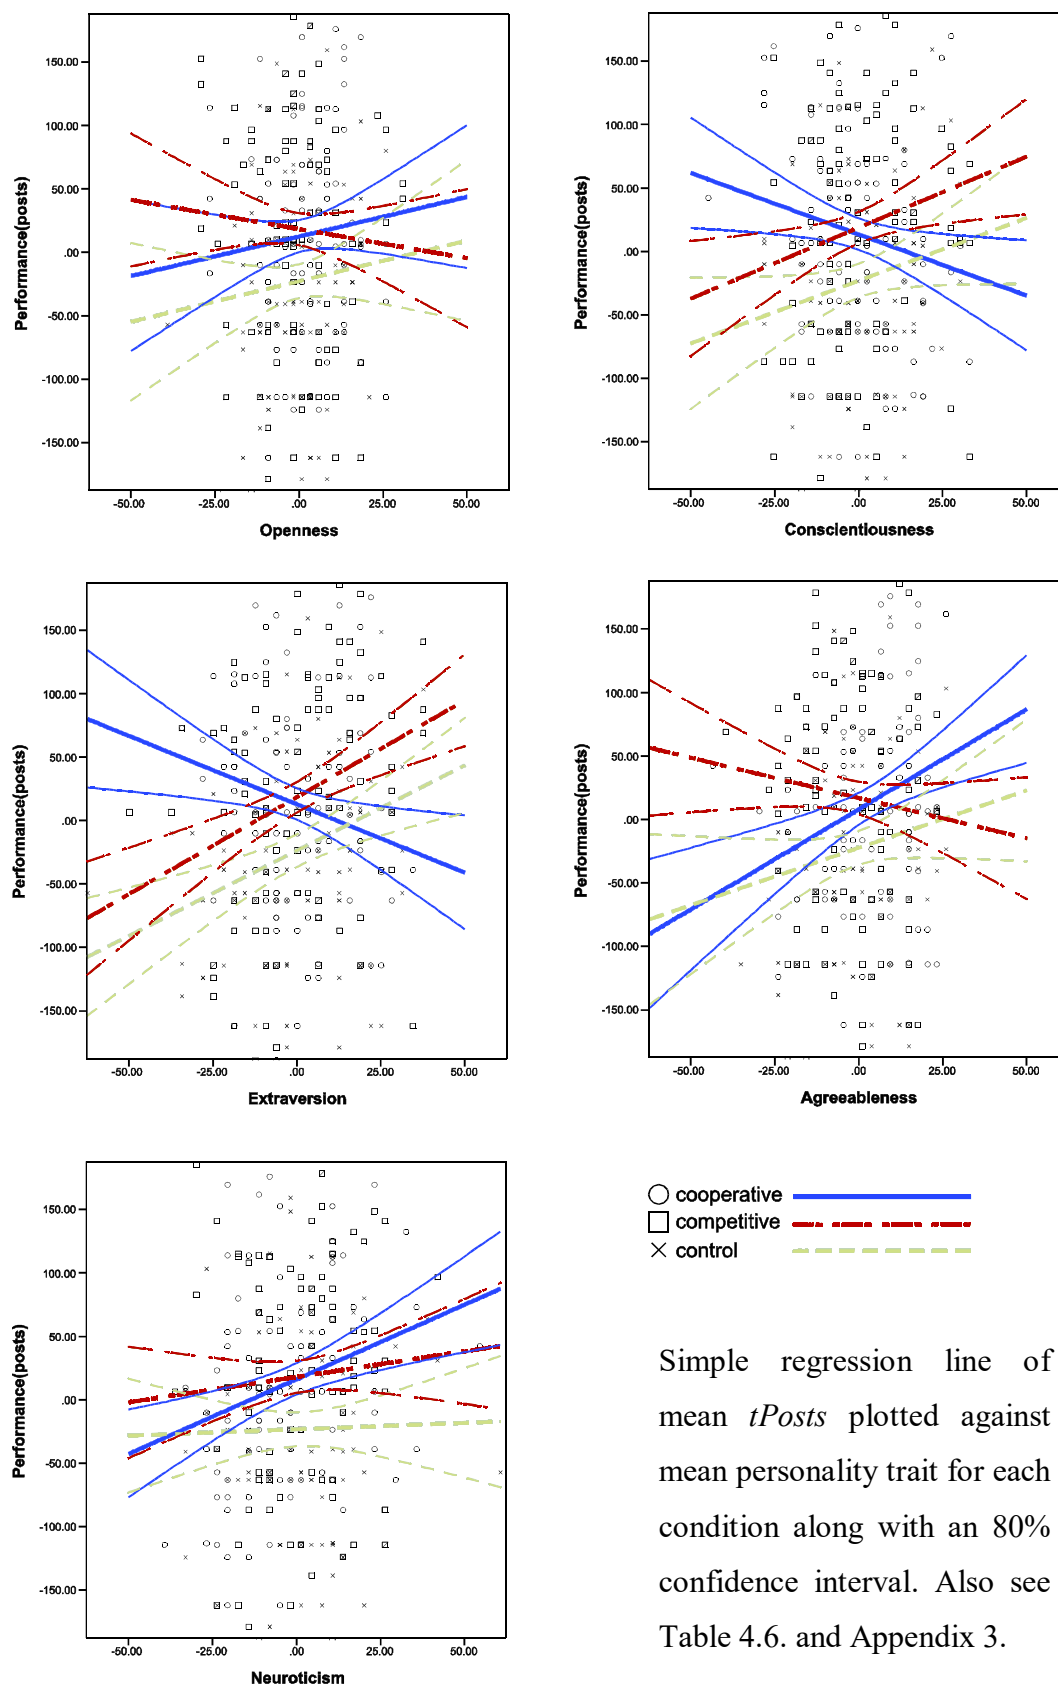 150.00
100.00
50.00
.00
-50.00
-100.00
-150.00
Performance(posts)
-50.00 -25.00 .00 25.00 50.00
Openness
150.00
100.00
50.00
.00
-50.00
-100.00
-150.00
Performance(posts)
-50.00 -25.00 .00 25.00 50.00
Conscientiousness
150.00
100.00
50.00
.00
-50.00
-100.00
-150.00
Performance(posts)
-50.00 -25.00 .00 25.00 50.00
Extraversion
150.00
100.00
50.00
.00
-50.00
-100.00
-150.00
Performance(posts)
-50.00 -25.00 .00 25.00 50.00
Agreeableness
150.00
100.00
50.00
.00
-50.00
-100.00
-150.00
Performance(posts)
-50.00 -25.00 .00 25.00 50.00
Neuroticism
cooperative
competitive
control
Simple regression line of
mean tPosts plotted against
mean personality trait for each
condition along with an 80%
confidence interval. Also see
Table 4.6. and Appendix 3.